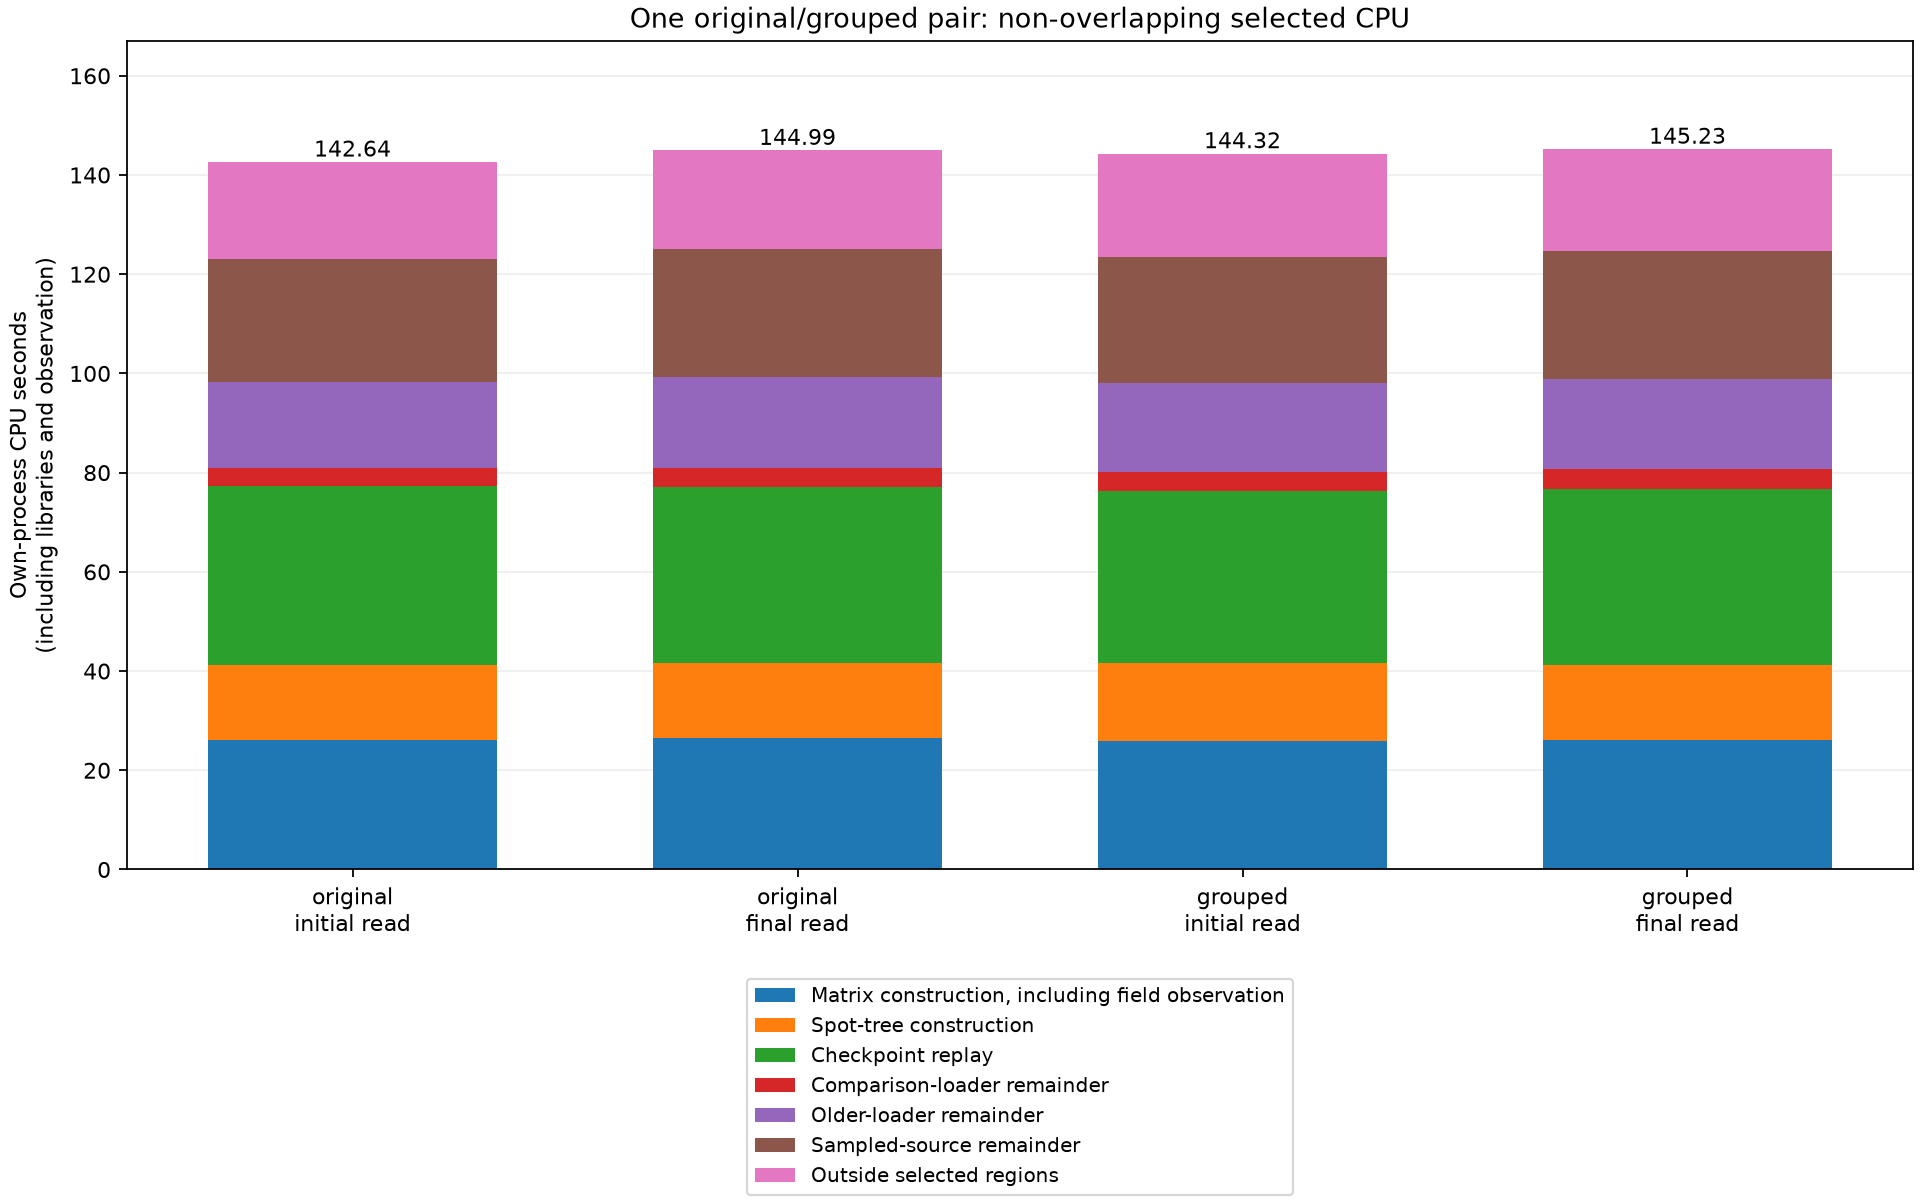 One original/grouped pair: non-overlapping selected CPU
Own-process CPU seconds
(including libraries and observation)
160
140
120
100
80
60
40
20
0
142.64
144.99
144.32
145.23
original
initial read
original
final read
grouped
initial read
grouped
final read
Matrix construction, including field observation
Spot-tree construction
Checkpoint replay
Comparison-loader remainder
Older-loader remainder
Sampled-source remainder
Outside selected regions